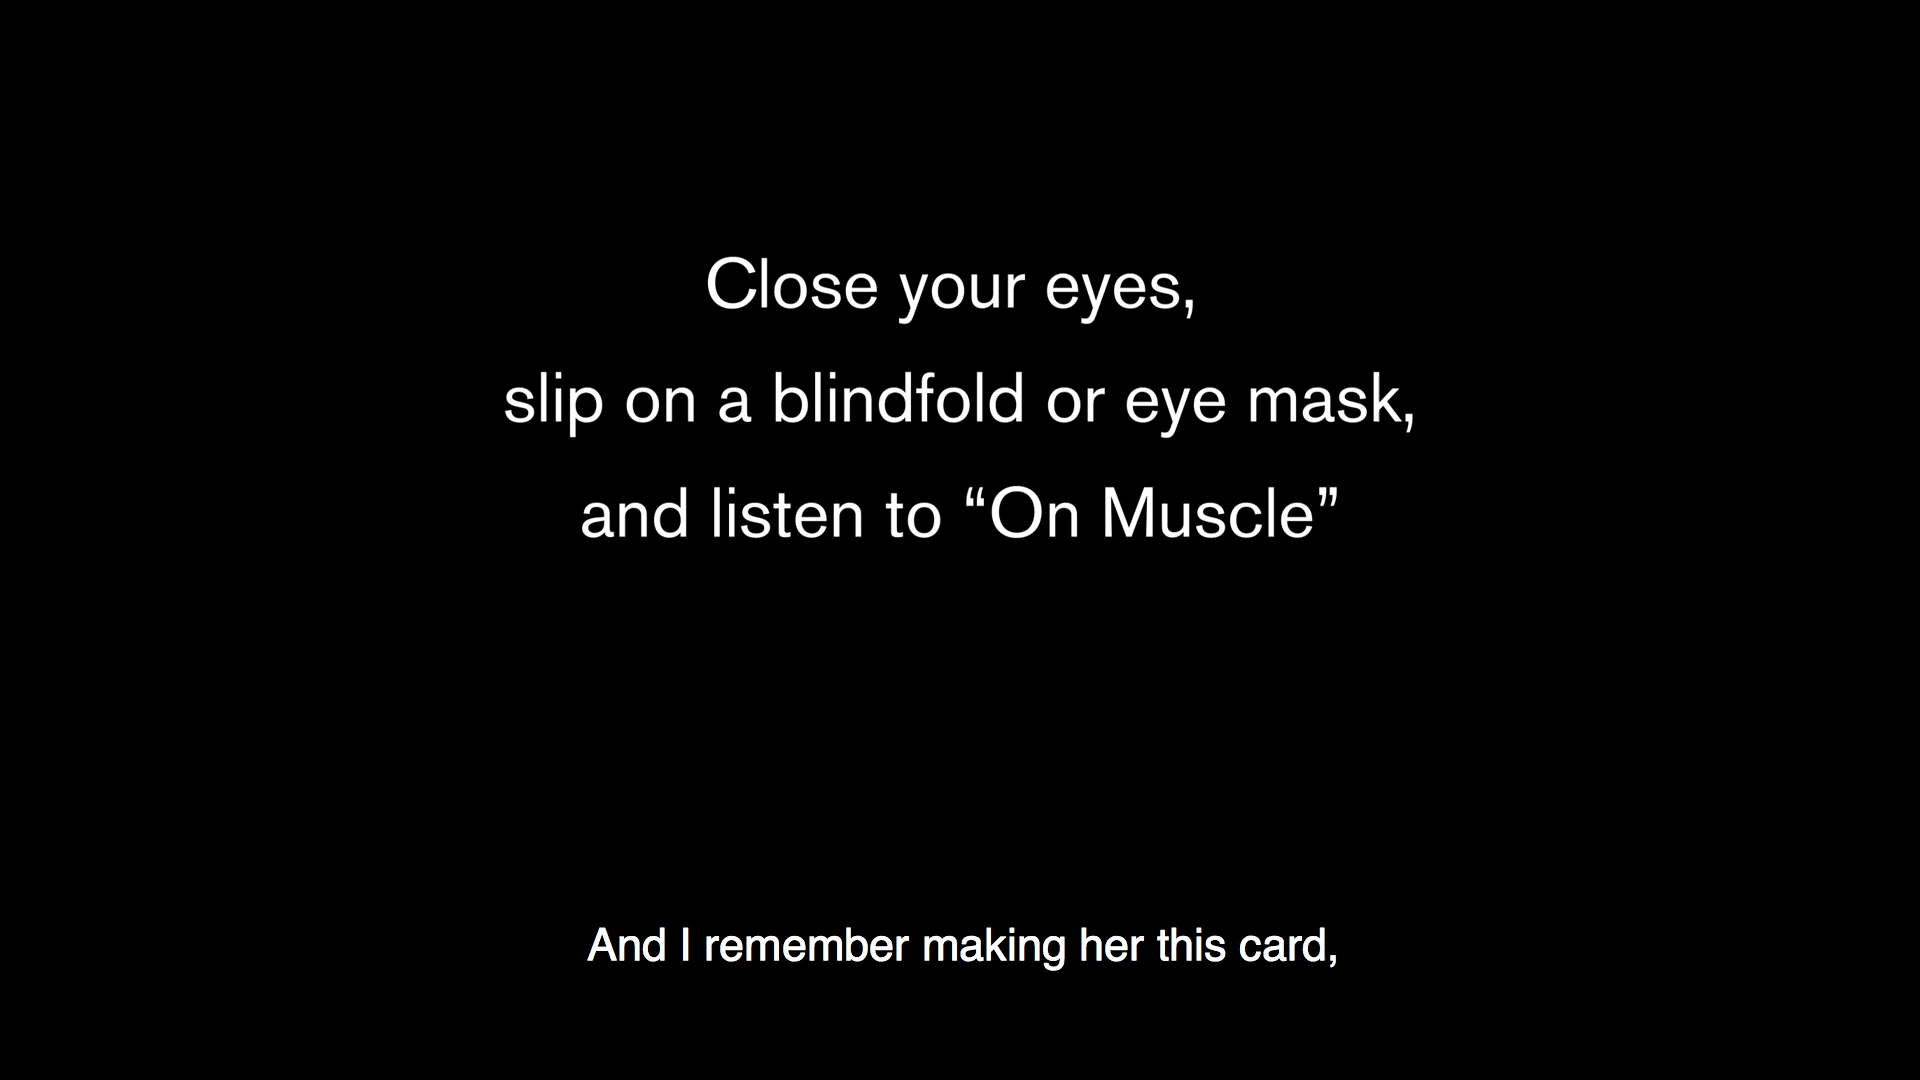 Close your eyes,
slip on a blindfold or eye mask,
and listen to “On Muscle”
And I remember making her this card,